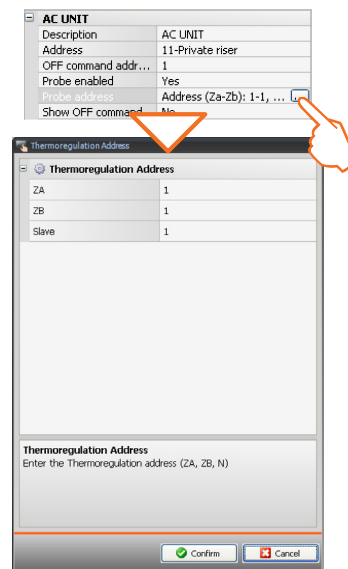 AC UNIT
Description AC UNIT
Address 11-Private riser
OFF command addr... 1
Probe enabled Yes
Probe address Address (Za-Zb): 1-1, ... ...
Show OFF command No
Thermoregulation Address
Thermoregulation Address
ZA 1
ZB 1
Slave 1
Thermoregulation Address
Enter the Thermoregulation address (ZA, ZB, N)
Confirm Cancel